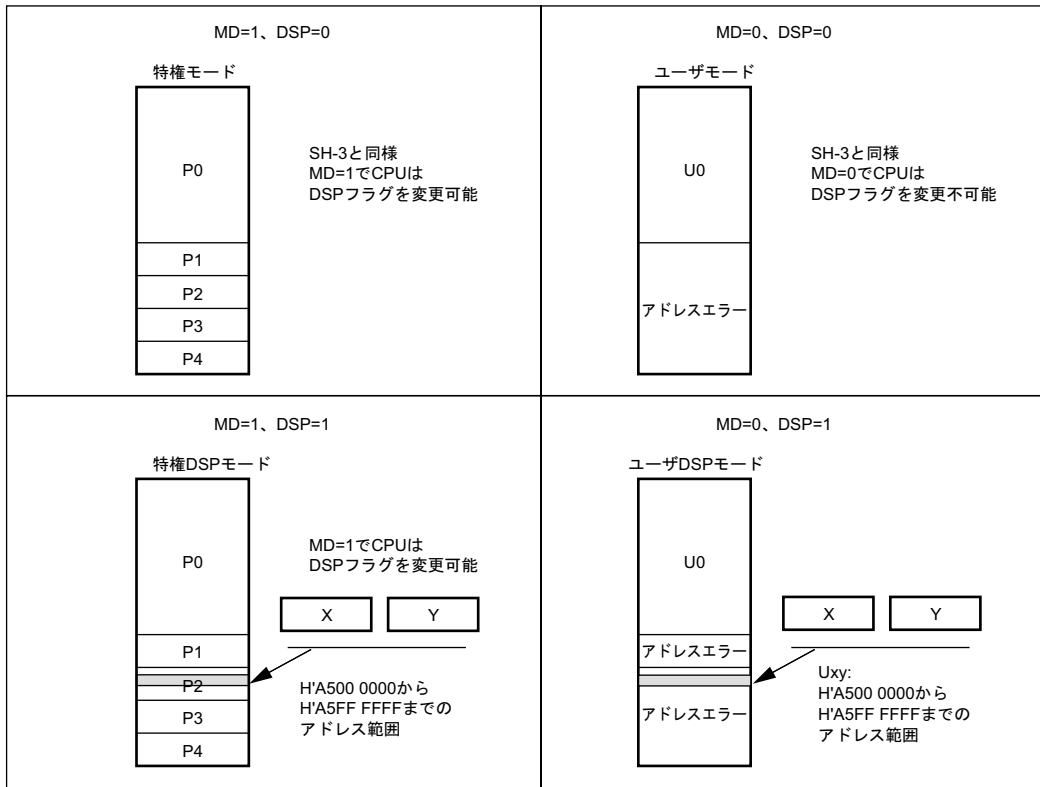 MD=1、DSP=0
特権モード
P0
SH-3と同様
MD=1でCPUは
DSPフラグを変更可能
P1
P2
P3
P4
MD=0、DSP=0
ユーザモード
U0
SH-3と同様
MD=0でCPUは
DSPフラグを変更不可能
アドレスエラー
MD=1、DSP=1
特権DSPモード
P0
MD=1でCPUは
DSPフラグを変更可能
X
Y
P1
P2
P3
P4
H'A500 0000から
H'A5FF FFFFまでの
アドレス範囲
MD=0、DSP=1
ユーザDSPモード
U0
X
Y
アドレスエラー
アドレスエラー
Uxy:
H'A500 0000から
H'A5FF FFFFまでの
アドレス範囲